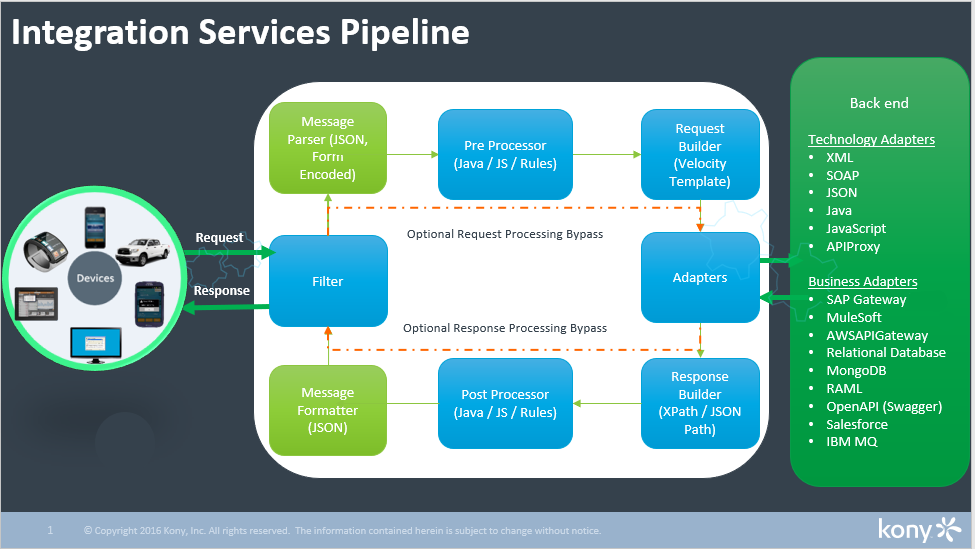 Integration Services Pipeline
Message
Parser (JSON,
Form
Encoded)
Pre Processor
(Java / JS / Rules)
Request
Builder
(Velocity
Template)
Optional Request Processing Bypass
Devices
Request
Response
Filter
Adapters
Optional Response Processing Bypass
Message
Formatter
(JSON)
Post Processor
(Java / JS / Rules)
Response
Builder
(XPath / JSON
Path)
Back end
Technology Adapters
• XML
• SOAP
• JSON
• Java
• JavaScript
• APIProxy
Business Adapters
• SAP Gateway
• MuleSoft
• AWSAPIGateway
• Relational Database
• MongoDB
• RAML
• OpenAPI (Swagger)
• Salesforce
• IBM MQ
1
© Copyright 2016 Kony, Inc. All rights reserved. The information contained herein is subject to change without notice.
kony